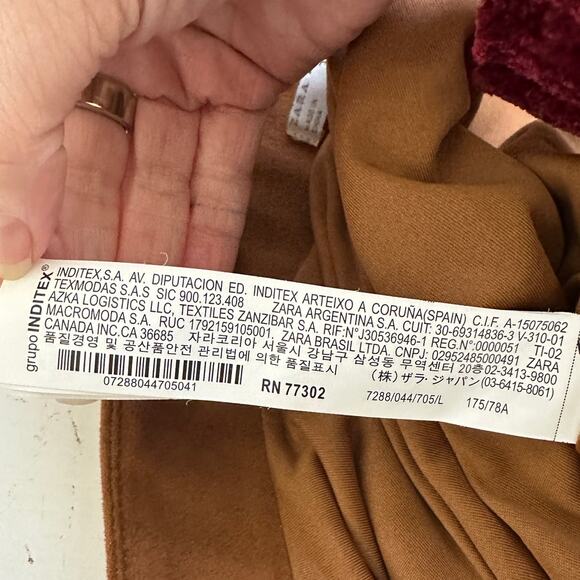 ZARA
grupo INDITEX®
INDITEX,S.A. AV. DIPUTACION ED. INDITEX ARTEIXO A CORUÑA(SPAIN) C.I.F. A-15075062
TEXMODAS S.A.S SIC 900.123.408 ZARA ARGENTINA S.A. CUIT: 30-69314836-3 V-310-01
AZKA LOGISTICS LLC, TEXTILES ZANZIBAR S.A. RIF:N°J30536946-1 REG.N°0000051 TI-02
MACROMODA S.A. RÚC 1792159105001 ZARA BRASIL LTDA. CNPJ: 02952485000491 ZARA
CANADA INC.CA 36685 자라코리아 서울시 강남구 삼성동 무역센터 20층02-3413-9800
품질경영 및 공산품안전 관리법에 의한 품질표시 (株) ザラ・ジャパン(03-6415-8061)
07288044705041 RN 77302 7288/044/705/L 175/78A